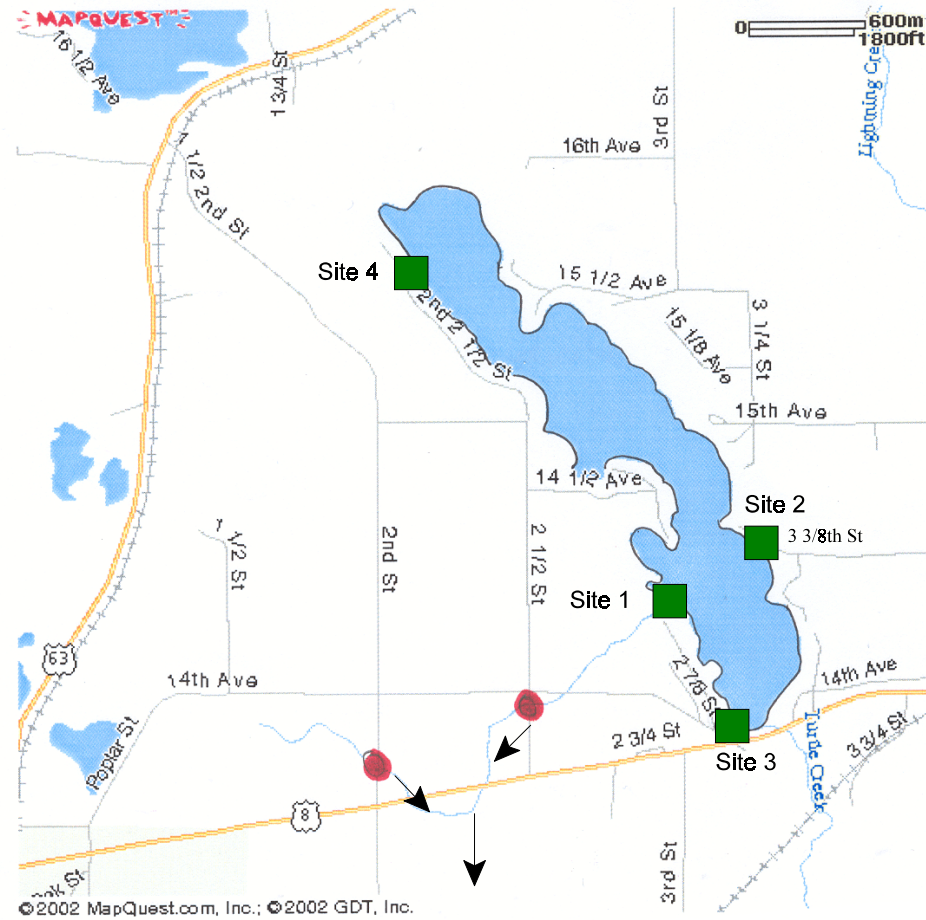 MAPQUEST
0 600m
1800ft
16 1/2 Ave
1 3/4 St
3rd St
Lightning Cree
16th Ave
1 1/2 2nd St
Site 4
15 1/2 Ave
2nd 2 1/2 St
15 1/8 Ave
3 1/4 St
15th Ave
14 1/2 Ave
Site 2
3 3/8th St
1 1/2 St
2nd St
2 1/2 St
Site 1
63
14th Ave
2 7/8 St
14th Ave
Poplar St
2 3/4 St
Site 3
Turtle Creek
3 3/4 St
8
3rd St
ok St
©2002 MapQuest.com, Inc.; ©2002 GDT, Inc.